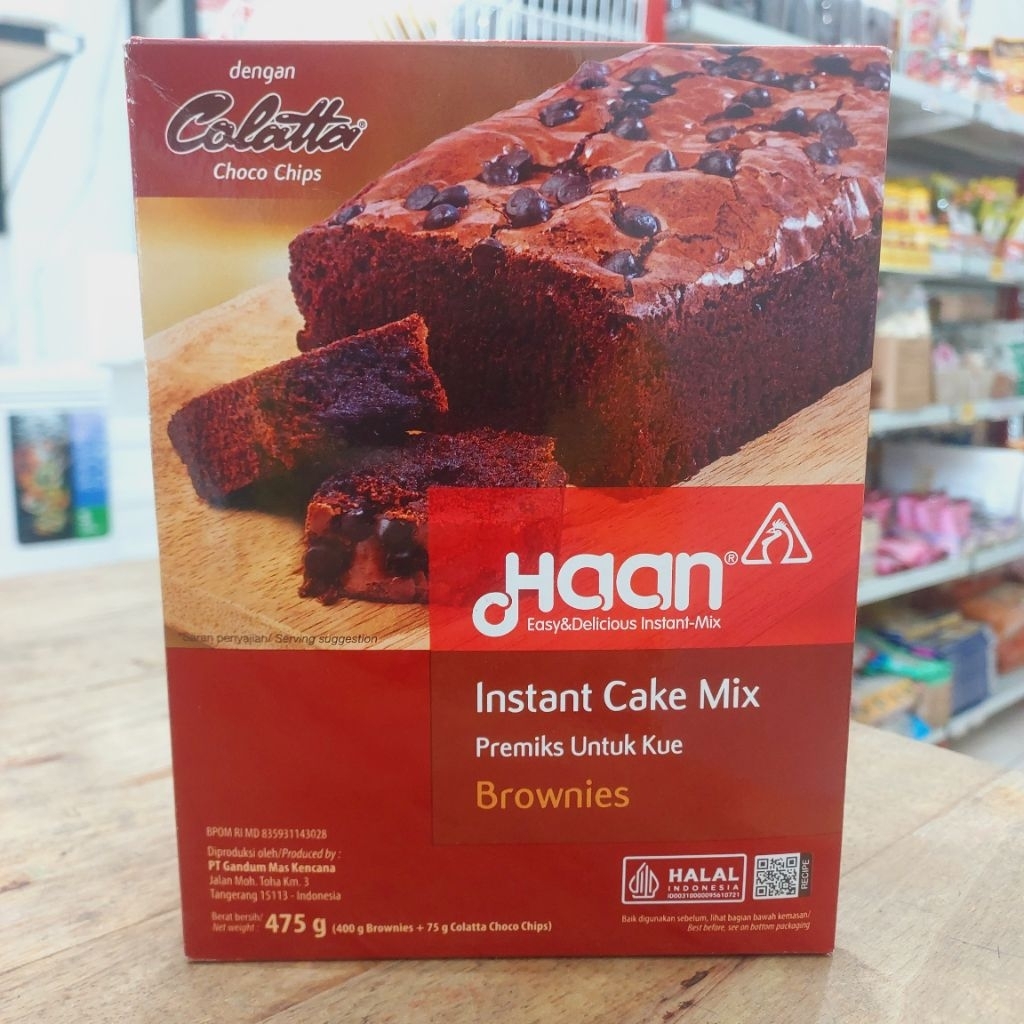 dengan
Colatta®
Choco Chips
*Saran penyajian/ Serving suggestion
Haan®
Easy&Delicious Instant-Mix
Instant Cake Mix
Premiks Untuk Kue
Brownies
BPOM RI MD 835931143028
Diproduksi oleh/Produced by :
PT Gandum Mas Kencana
Jalan Moh. Toha Km. 3
Tangerang 15113 - Indonesia
Berat bersih/
Net weight : 475 g (400 g Brownies + 75 g Colatta Choco Chips)
HALAL
INDONESIA
ID00310000095610721
RECIPE
Baik digunakan sebelum, lihat bagian bawah kemasan/
Best before, see on bottom packaging